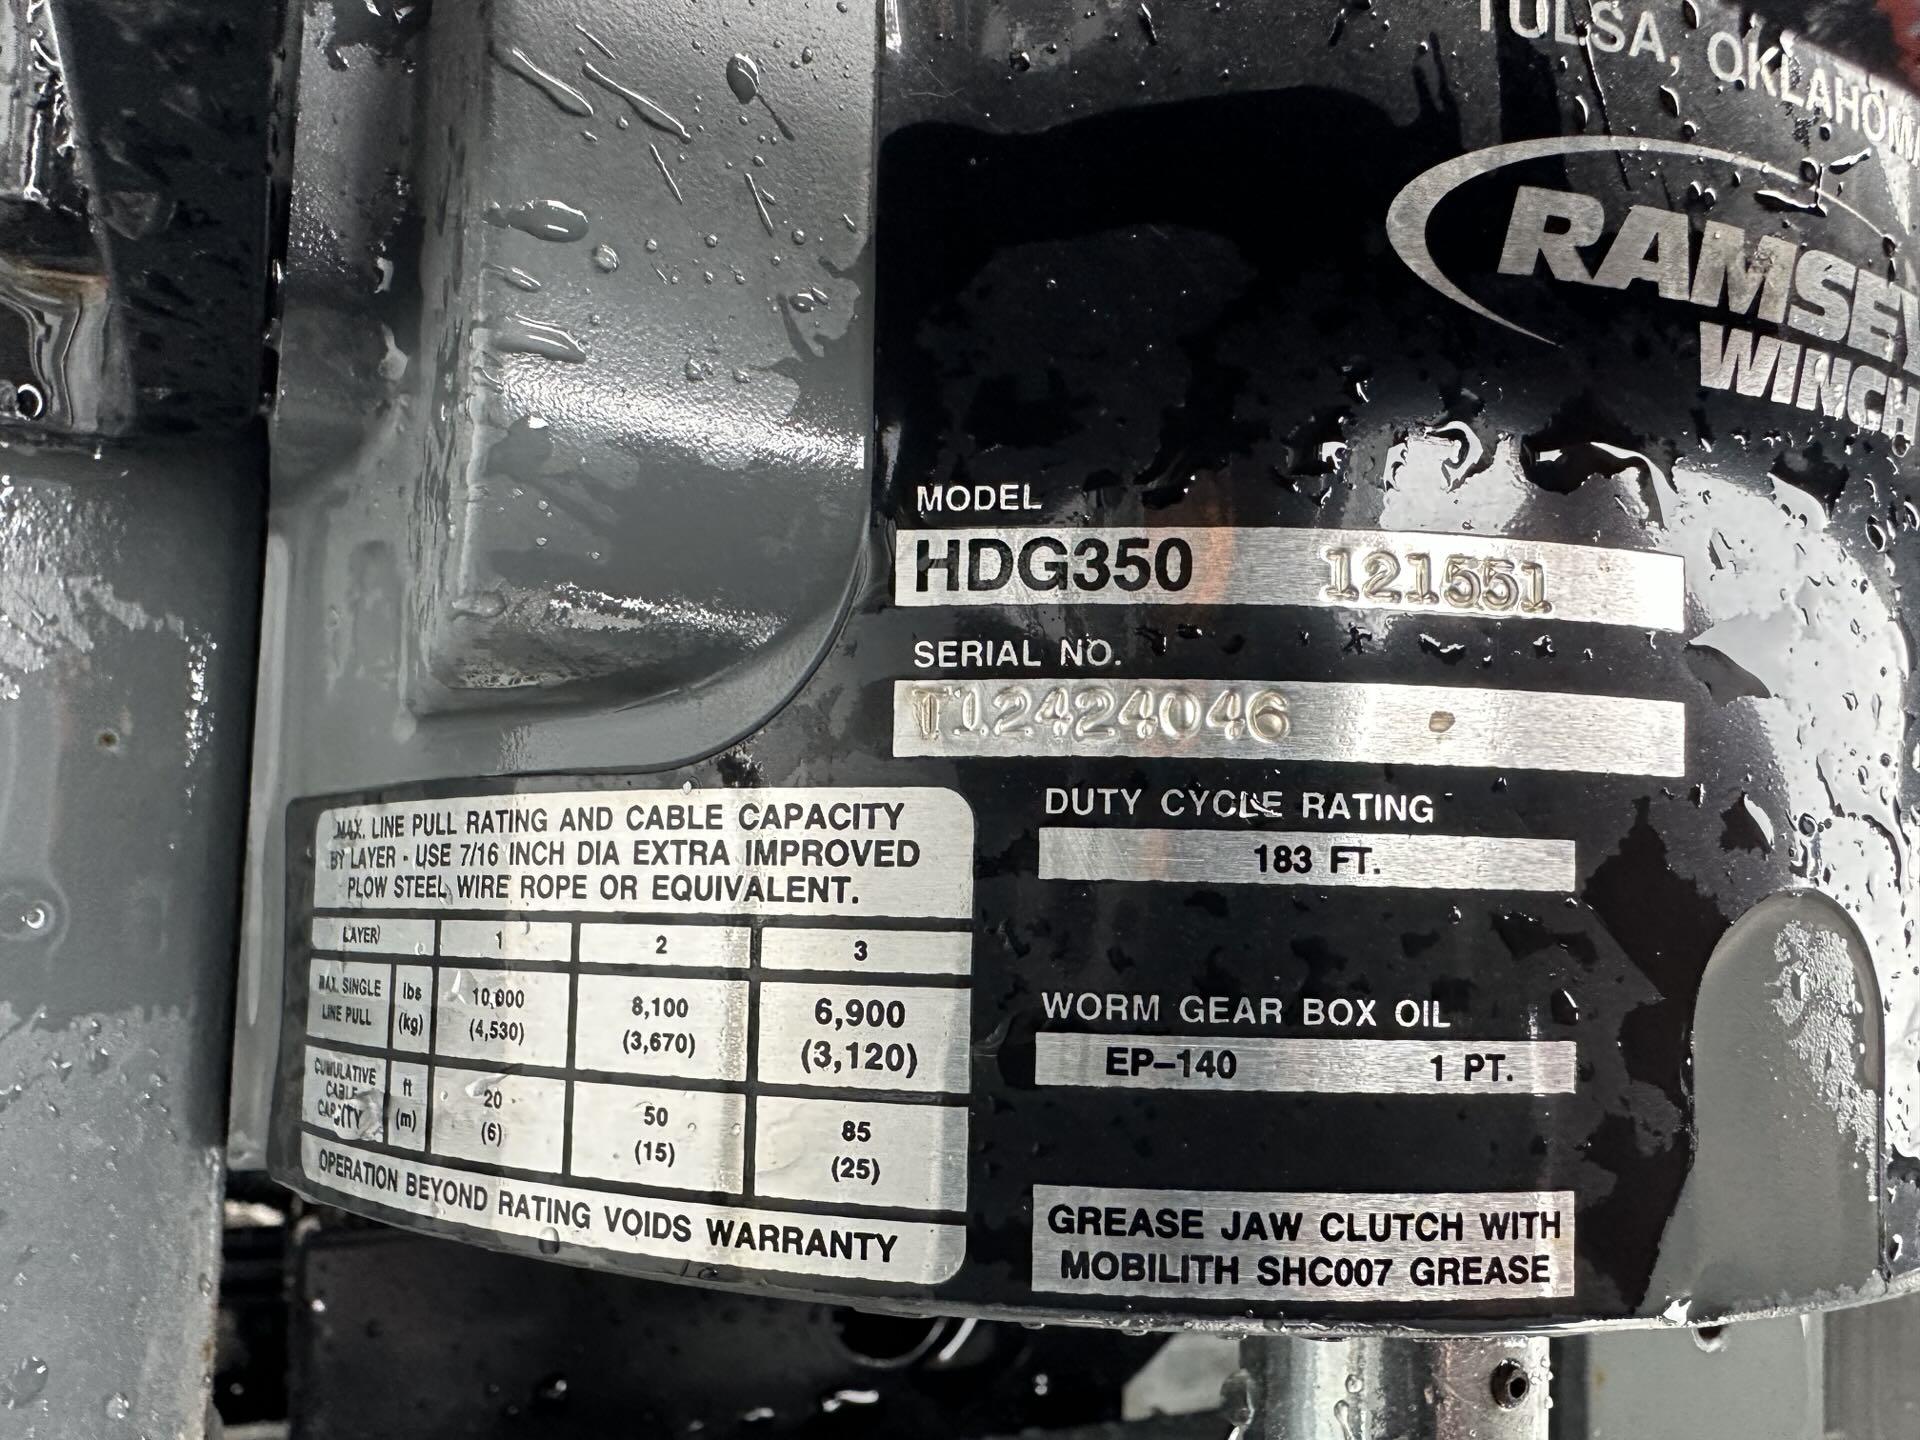 TULSA, OKLAHOMA
RAMSEY
WINCH
MODEL
HDG350 121551
SERIAL NO.
T12424046
DUTY CYCLE RATING
183 FT.
WORM GEAR BOX OIL
EP-140 1 PT.
GREASE JAW CLUTCH WITH
MOBILITH SHC007 GREASE
MAX. LINE PULL RATING AND CABLE CAPACITY
BY LAYER - USE 7/16 INCH DIA EXTRA IMPROVED
PLOW STEEL WIRE ROPE OR EQUIVALENT.
LAYER 1 2 3
MAX. SINGLE LINE PULL lbs (kg) 10,000 (4,530) 8,100 (3,670) 6,900 (3,120)
CUMULATIVE CABLE CAPACITY ft (m) 20 (6) 50 (15) 85 (25)
OPERATION BEYOND RATING VOIDS WARRANTY